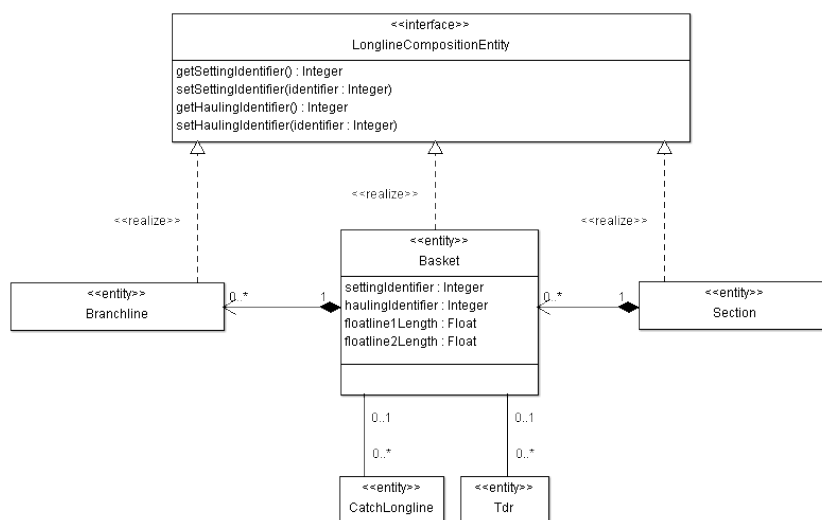 <<interface>>
LonglineCompositionEntity
getSettingIdentifier() : Integer
setSettingIdentifier(identifier : Integer)
getHaulingIdentifier() : Integer
setHaulingIdentifier(identifier : Integer)
<<realize>>
<<realize>>
<<realize>>
<<entity>>
Basket
settingIdentifier : Integer
haulingIdentifier : Integer
floatline1Length : Float
floatline2Length : Float
<<entity>>
Branchline
0..*
1
0..*
1
<<entity>>
Section
0..1
0..*
0..1
0..*
<<entity>>
CatchLongline
<<entity>>
Tdr